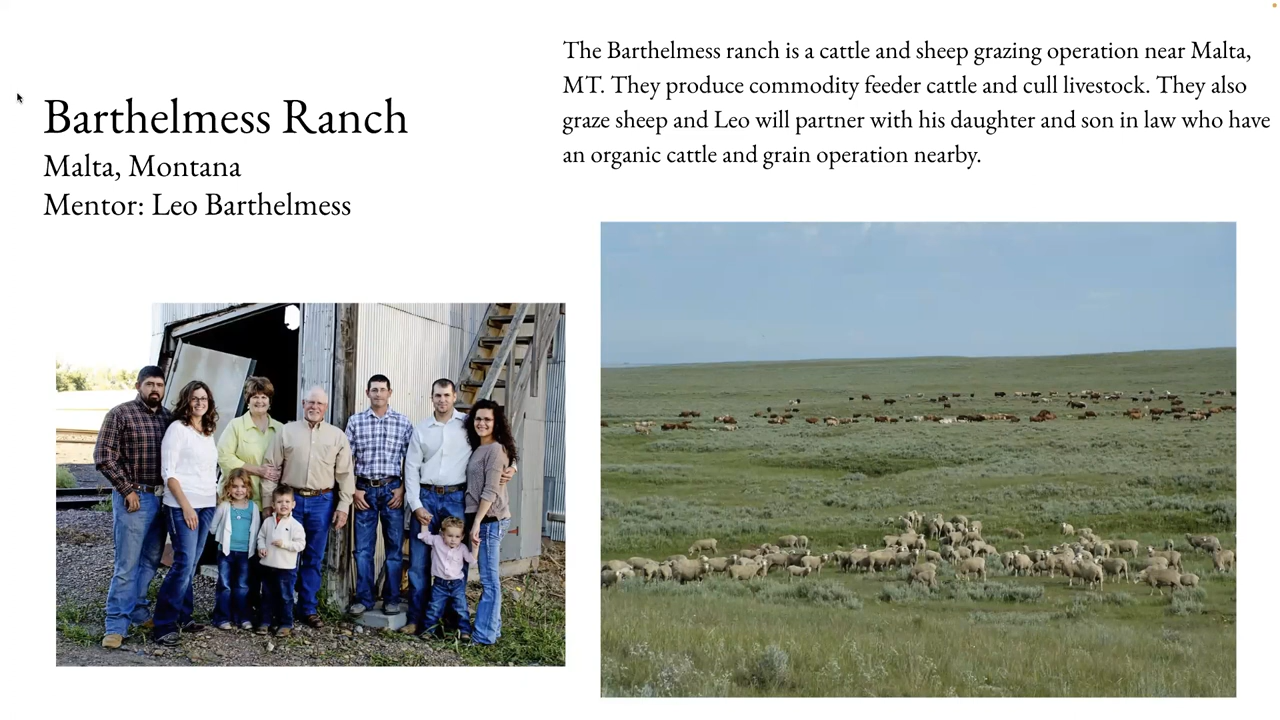 Barthelmess Ranch
Malta, Montana
Mentor: Leo Barthelmess
The Barthelmess ranch is a cattle and sheep grazing operation near Malta,
MT. They produce commodity feeder cattle and cull livestock. They also
graze sheep and Leo will partner with his daughter and son in law who have
an organic cattle and grain operation nearby.